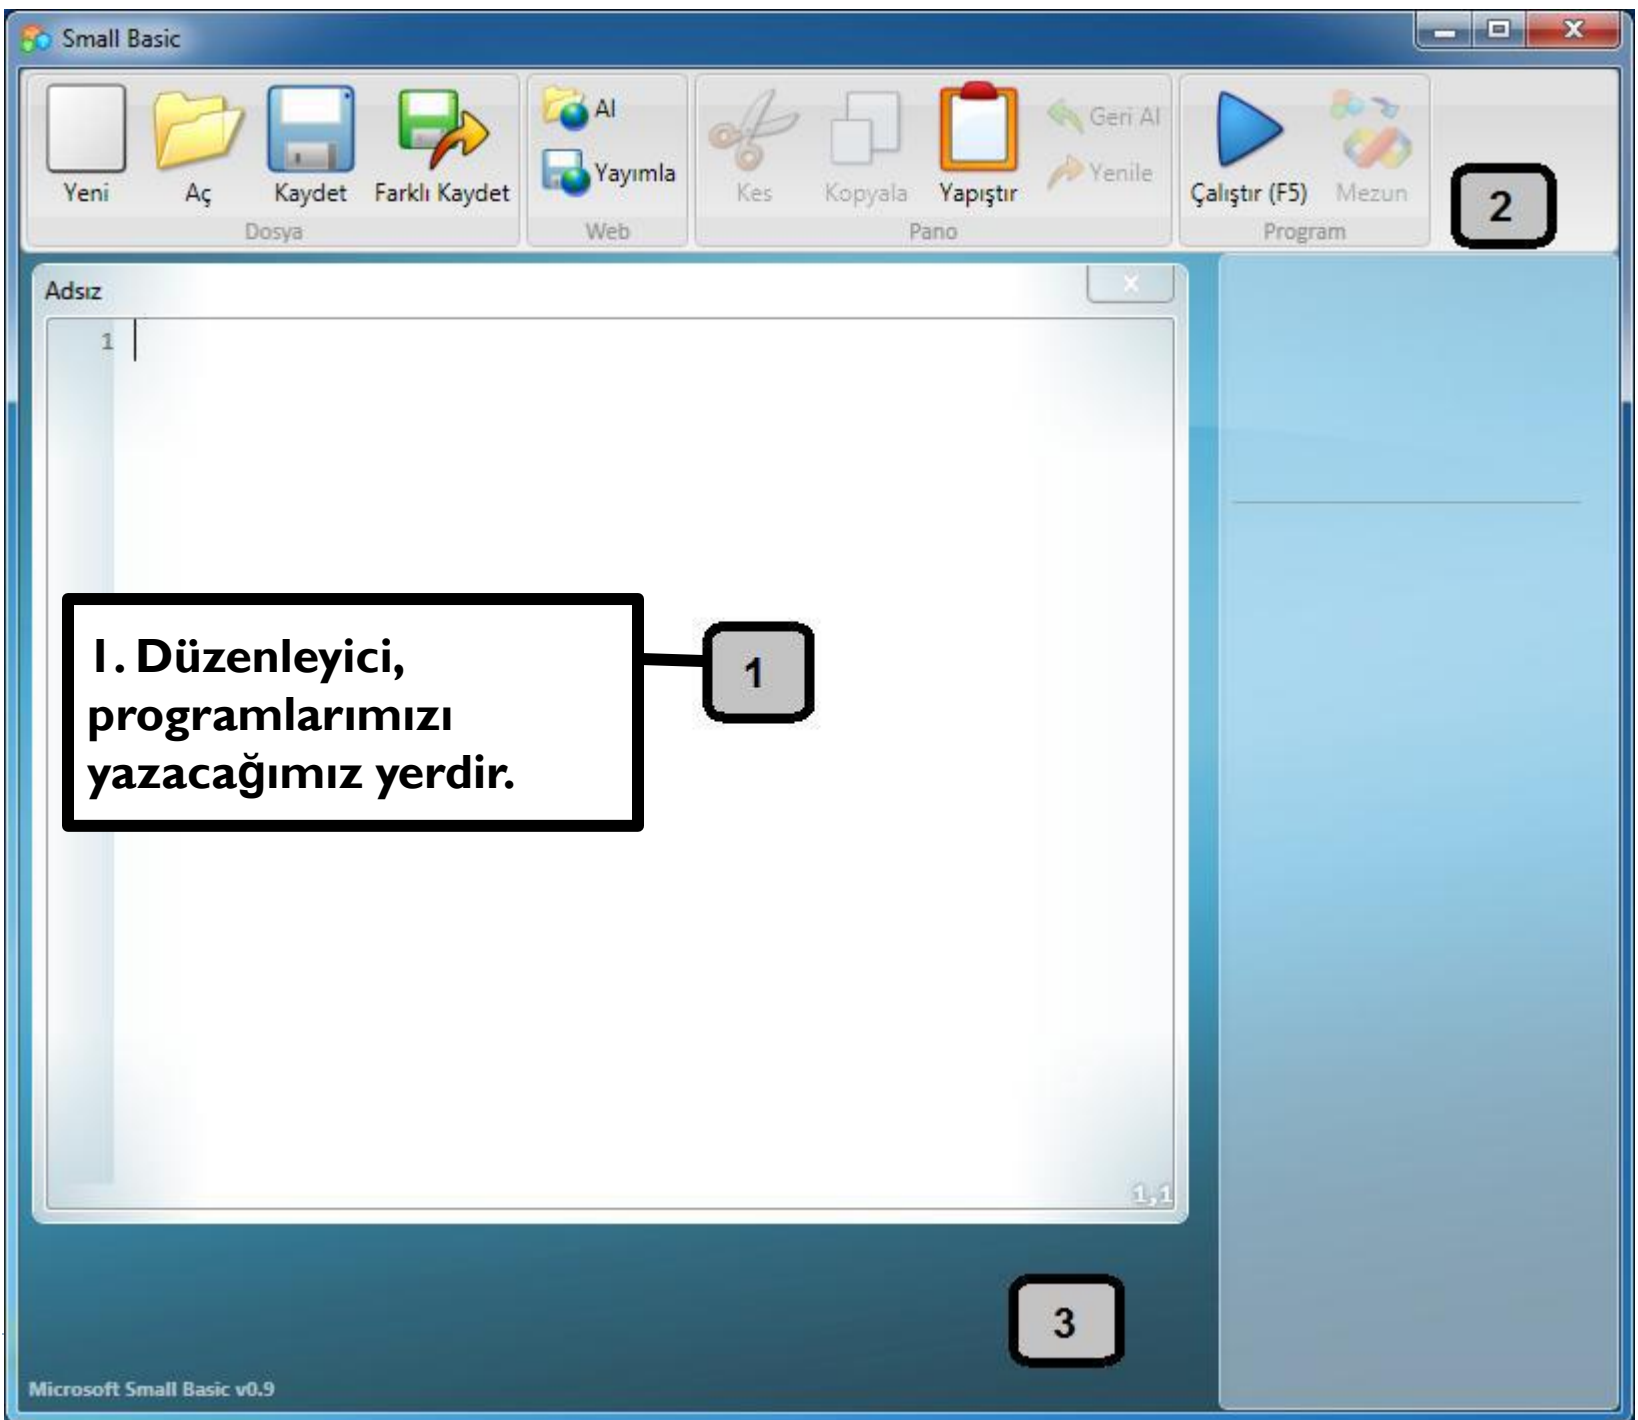 Small Basic
Yeni
Aç
Kaydet
Farklı Kaydet
Dosya
Al
Yayımla
Web
Kes
Kopyala
Yapıştır
Geri Al
Yenile
Pano
Çalıştır (F5)
Mezun
Program
2
Adsız
1
1. Düzenleyici,
programlarımızı
yazacağımız yerdir.
1
1,1
3
Microsoft Small Basic v0.9